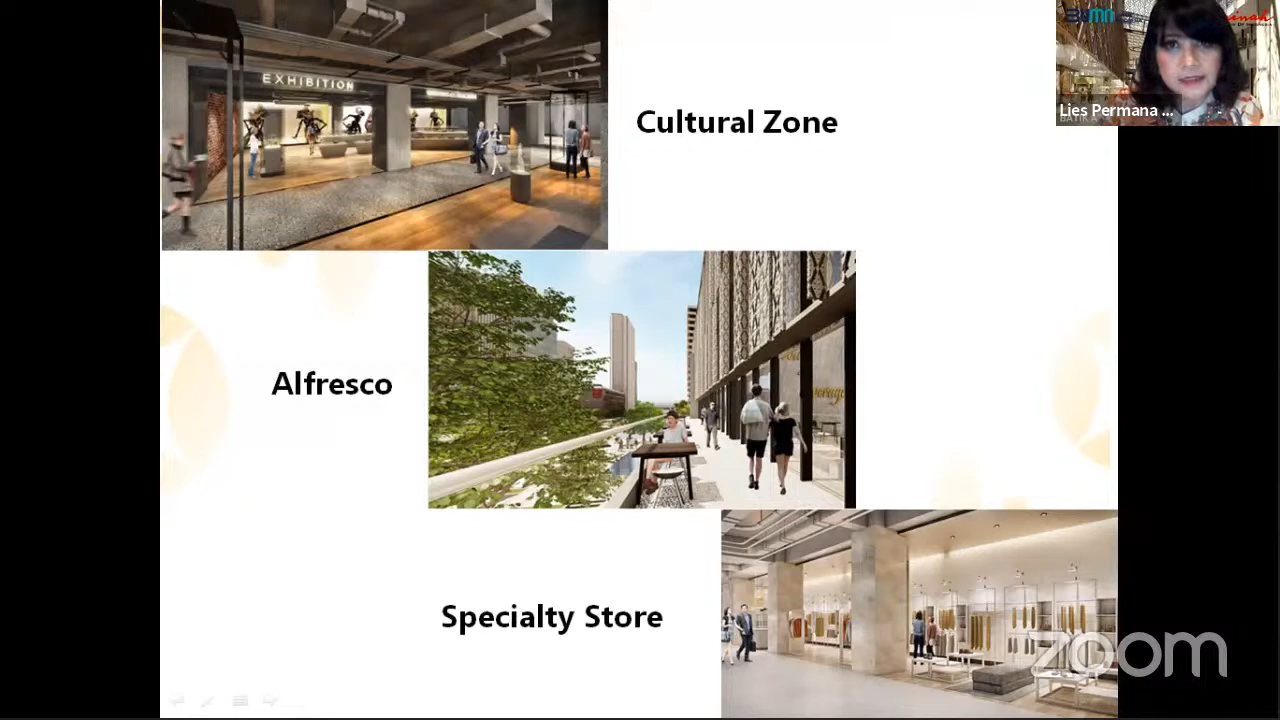 EXHIBITION
Cultural Zone
Lies Permana ...
Alfresco
Specialty Store
zoom